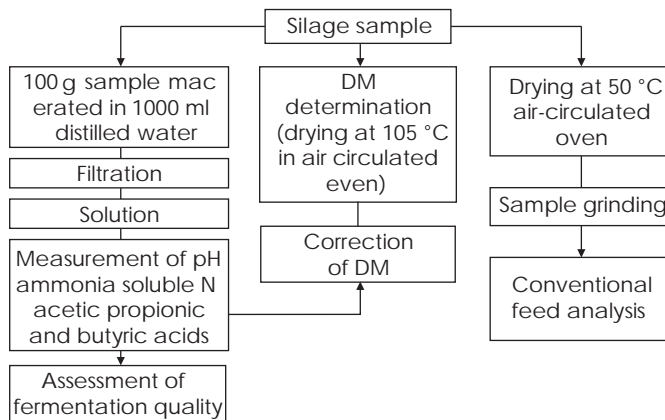 Silage sample
100 g sample mac
erated in 1000 ml
distilled water
Filtration
Solution
Measurement of pH
ammonia soluble N
acetic propionic
and butyric acids
Assessment of
fermentation quality
DM
determination
(drying at 105 °C
in air circulated
even)
Correction
of DM
Drying at 50 °C
air-circulated
oven
Sample grinding
Conventional
feed analysis